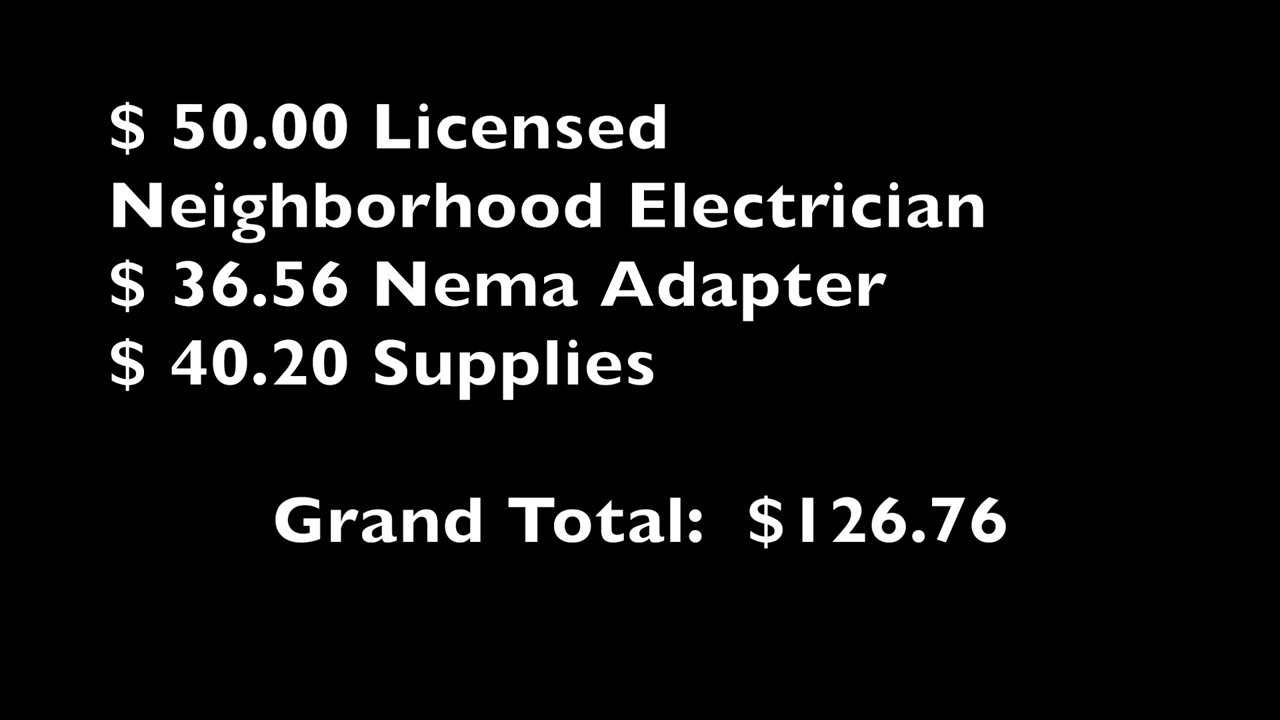 $ 50.00 Licensed
Neighborhood Electrician
$ 36.56 Nema Adapter
$ 40.20 Supplies
Grand Total: $126.76